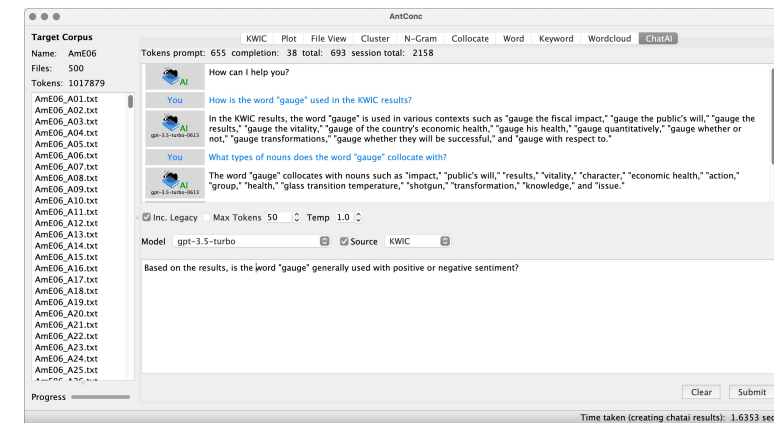 AntConc
Target Corpus
Name: AmE06
Files: 500
Tokens: 1017879
AmE06_A01.txt
AmE06_A02.txt
AmE06_A03.txt
AmE06_A04.txt
AmE06_A05.txt
AmE06_A06.txt
AmE06_A07.txt
AmE06_A08.txt
AmE06_A09.txt
AmE06_A10.txt
AmE06_A11.txt
AmE06_A12.txt
AmE06_A13.txt
AmE06_A14.txt
AmE06_A15.txt
AmE06_A16.txt
AmE06_A17.txt
AmE06_A18.txt
AmE06_A19.txt
AmE06_A20.txt
AmE06_A21.txt
AmE06_A22.txt
AmE06_A23.txt
AmE06_A24.txt
AmE06_A25.txt
Progress
KWIC Plot File View Cluster N-Gram Collocate Word Keyword Wordcloud ChatAI
Tokens prompt: 655 completion: 38 total: 693 session total: 2158
AI
How can I help you?
You
How is the word "gauge" used in the KWIC results?
AI
gpt-3.5-turbo-0613
In the KWIC results, the word "gauge" is used in various contexts such as "gauge the fiscal impact," "gauge the public's will," "gauge the
results," "gauge the vitality," "gauge of the country's economic health," "gauge his health," "gauge quantitatively," "gauge whether or
not," "gauge transformations," "gauge whether they will be successful," and "gauge with respect to."
You
What types of nouns does the word "gauge" collocate with?
AI
gpt-3.5-turbo-0613
The word "gauge" collocates with nouns such as "impact," "public's will," "results," "vitality," "character," "economic health," "action,"
"group," "health," "glass transition temperature," "shotgun," "transformation," "knowledge," and "issue."
Inc. Legacy Max Tokens 50 Temp 1.0
Model gpt-3.5-turbo Source KWIC
Based on the results, is the word "gauge" generally used with positive or negative sentiment?
Clear Submit
Time taken (creating chatai results): 1.6353 sec